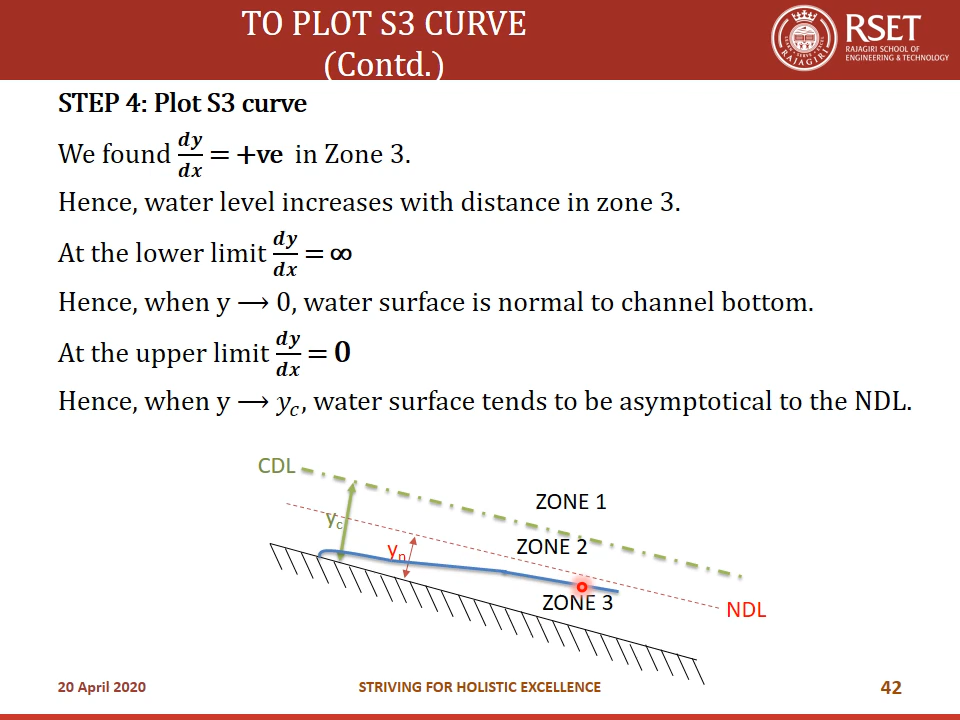 TO PLOT S3 CURVE
(Contd.)
RSET
RAJAGIRI SCHOOL OF
ENGINEERING & TECHNOLOGY
RAJAGIRI
STEP 4: Plot S3 curve
We found dy/dx = +ve in Zone 3.
Hence, water level increases with distance in zone 3.
At the lower limit dy/dx = ∞
Hence, when y ⟶ 0, water surface is normal to channel bottom.
At the upper limit dy/dx = 0
Hence, when y ⟶ y_c, water surface tends to be asymptotical to the NDL.
CDL
ZONE 1
y_c
ZONE 2
y_n
ZONE 3
NDL
20 April 2020
STRIVING FOR HOLISTIC EXCELLENCE
42